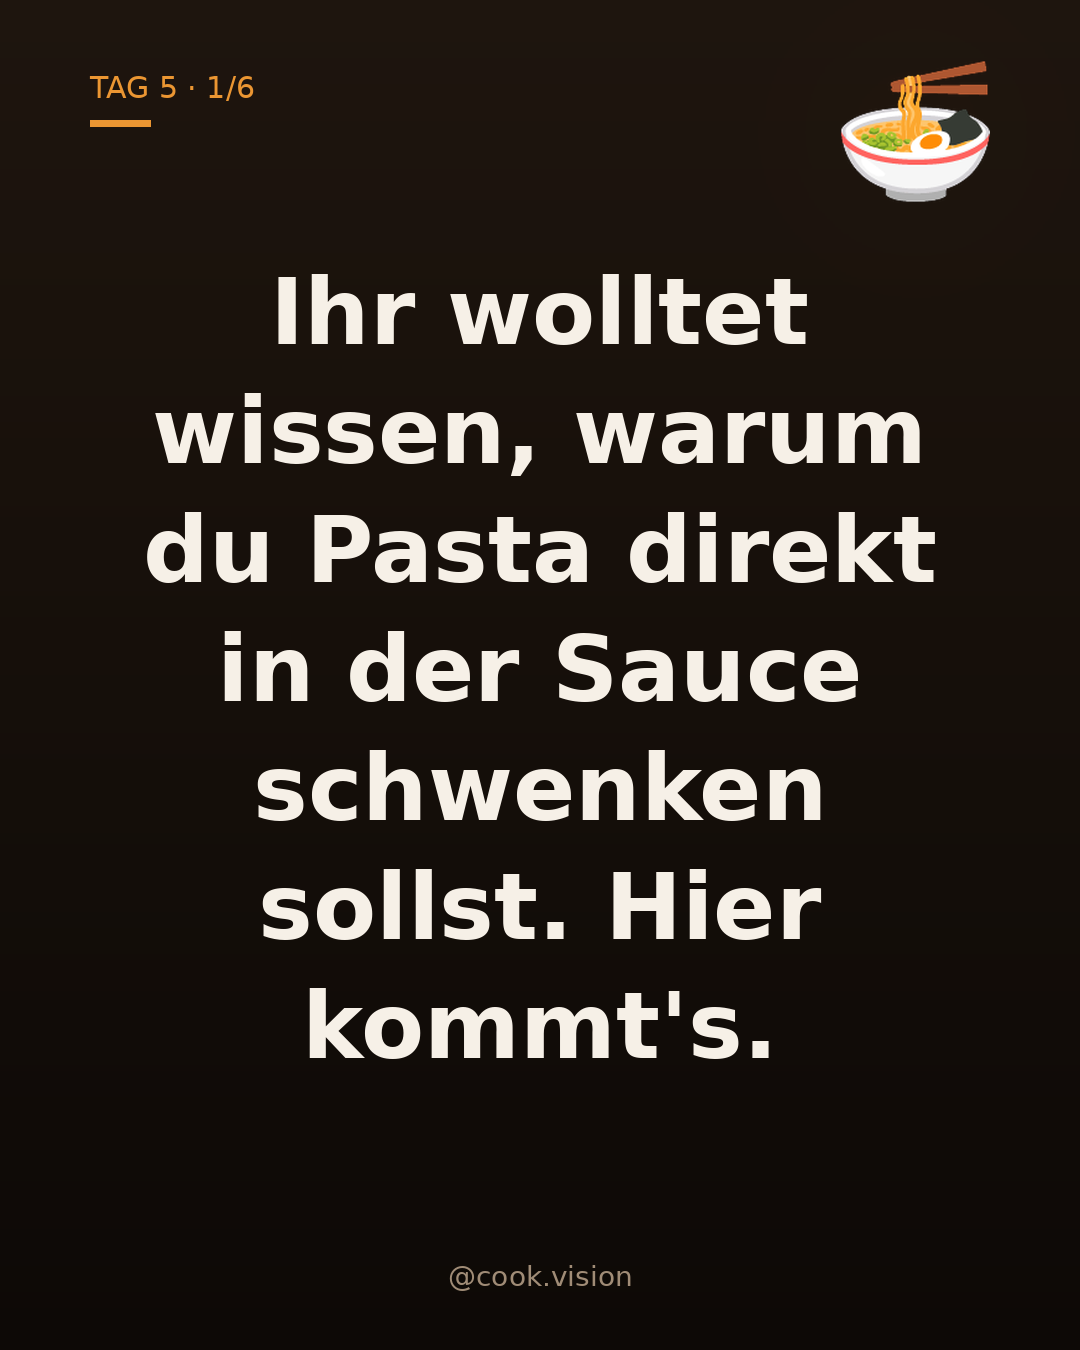 TAG 5 · 1/6
Ihr wolltet
wissen, warum
du Pasta direkt
in der Sauce
schwenken
sollst. Hier
kommt's.
@cook.vision